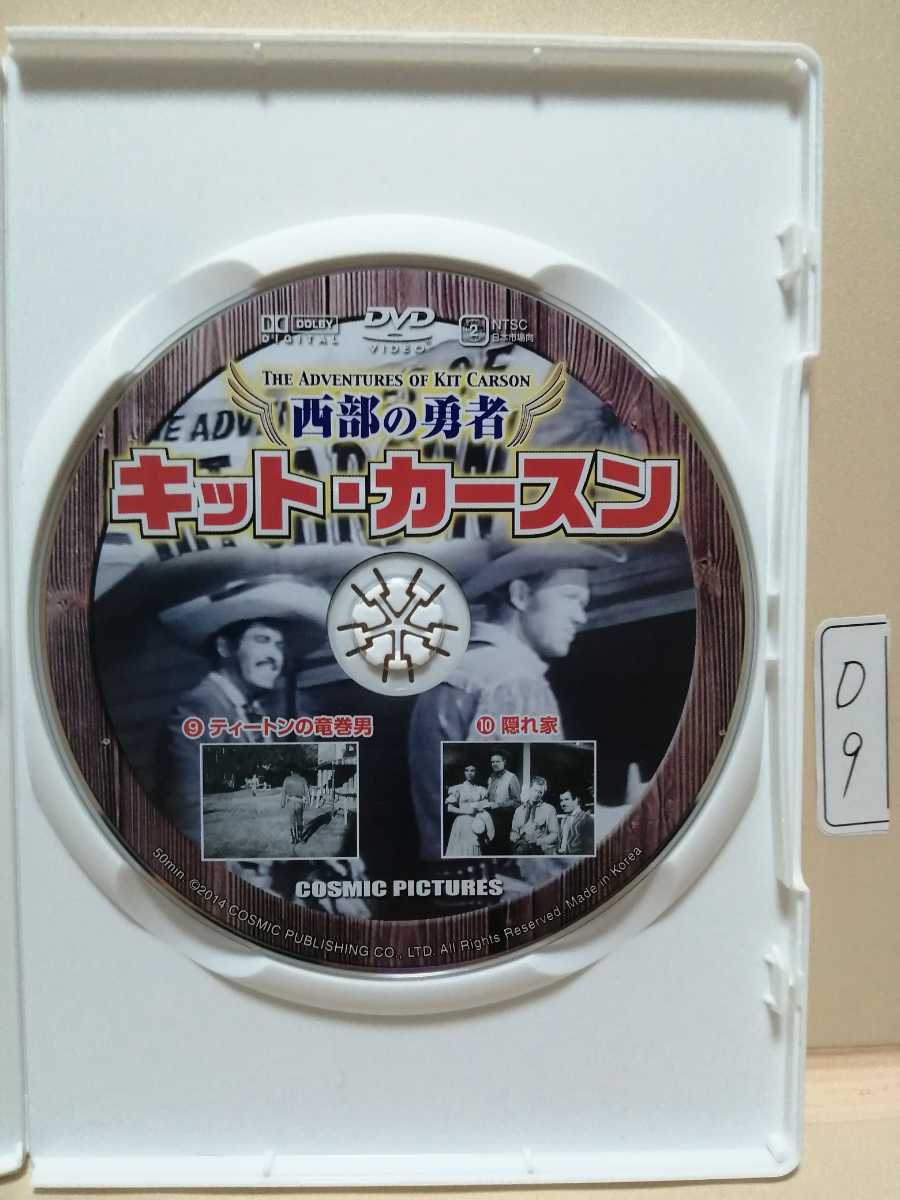 DOLBY
DIGITAL
DVD
VIDEO
2
NTSC
日本市場向
THE ADVENTURES OF KIT CARSON
西部の勇者
キット・カースン
⑨ ティートンの竜巻男
⑩ 隠れ家
COSMIC PICTURES
50min. ©2014 COSMIC PUBLISHING CO., LTD. All Rights Reserved. Made in Korea
D
9